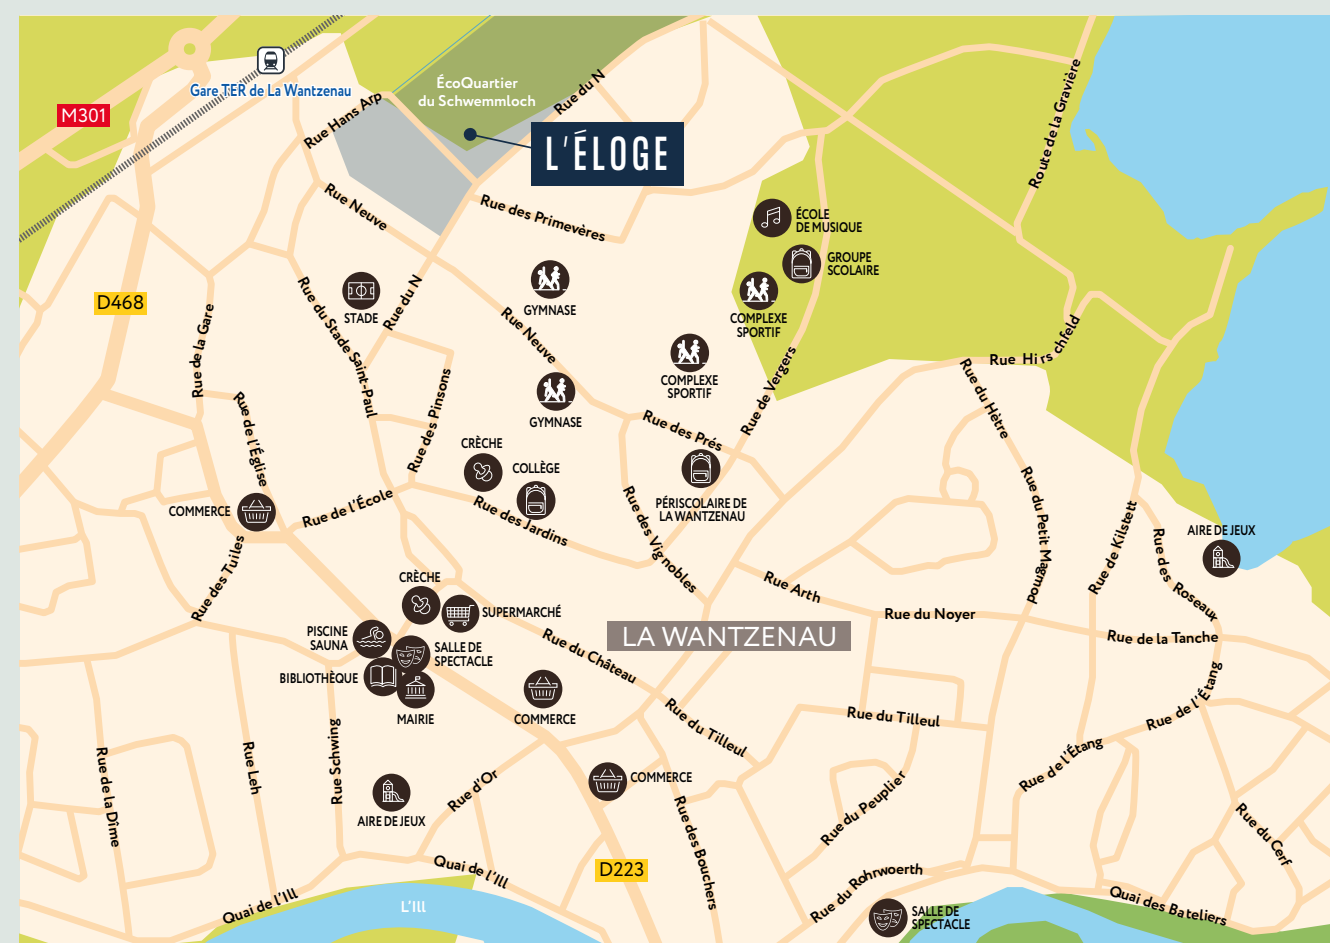 Gare TER de La Wantzenau
M301
ÉcoQuartier
du Schwemmloch
Rue du N
L'ÉLOGE
Rue Hans Arp
Route de la Gravière
Rue Neuve
Rue des Primevères
ÉCOLE
DE MUSIQUE
GROUPE
SCOLAIRE
COMPLEXE
SPORTIF
D468
STADE
Rue du N
GYMNASE
Rue Neuve
Rue de la Gare
Rue du Stade Saint-Paul
COMPLEXE
SPORTIF
Rue de Vergers
Rue Hirschfeld
Rue du Hêtre
Rue de l'Église
Rue des Pinsons
GYMNASE
Rue des Prés
CRÈCHE
COLLÈGE
PÉRISCOLAIRE DE
LA WANTZENAU
COMMERCE
Rue de l'École
Rue des Jardins
Rue des Vignobles
Rue du Petit Magmod
Rue de Kilstett
Rue des Roseaux
AIRE DE JEUX
Rue des Tuiles
CRÈCHE
SUPERMARCHÉ
Rue Arth
Rue du Noyer
Rue de la Tanche
PISCINE
SAUNA
SALLE DE
SPECTACLE
Rue du Château
LA WANTZENAU
BIBLIOTHÈQUE
MAIRIE
COMMERCE
Rue du Tilleul
Rue du Tilleul
Rue de l'Étang
Rue de l'Étang
Rue de la Dîme
Rue Leh
Rue Schwing
AIRE DE JEUX
Rue d'Or
COMMERCE
Rue des Bouchers
Rue du Peuplier
Rue du Cerf
D223
Quai de l'Ill
Quai de l'Ill
L'Ill
Rue du Rohrwoerth
SALLE DE
SPECTACLE
Quai des Bateliers